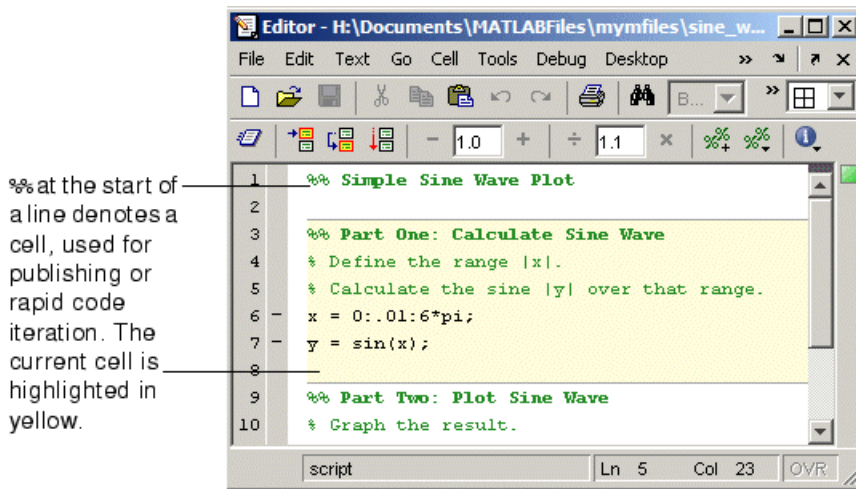 Editor - H:\Documents\MATLABFiles\mymfiles\sine_w...
File Edit Text Go Cell Tools Debug Desktop »
B... »
- 1.0 + ÷ 1.1 ×
%% at the start of
a line denotes a
cell, used for
publishing or
rapid code
iteration. The
current cell is
highlighted in
yellow.
1 %% Simple Sine Wave Plot
2
3 %% Part One: Calculate Sine Wave
4 % Define the range |x|.
5 % Calculate the sine |y| over that range.
6 - x = 0:.01:6*pi;
7 - y = sin(x);
8
9 %% Part Two: Plot Sine Wave
10 % Graph the result.
script Ln 5 Col 23 OVR